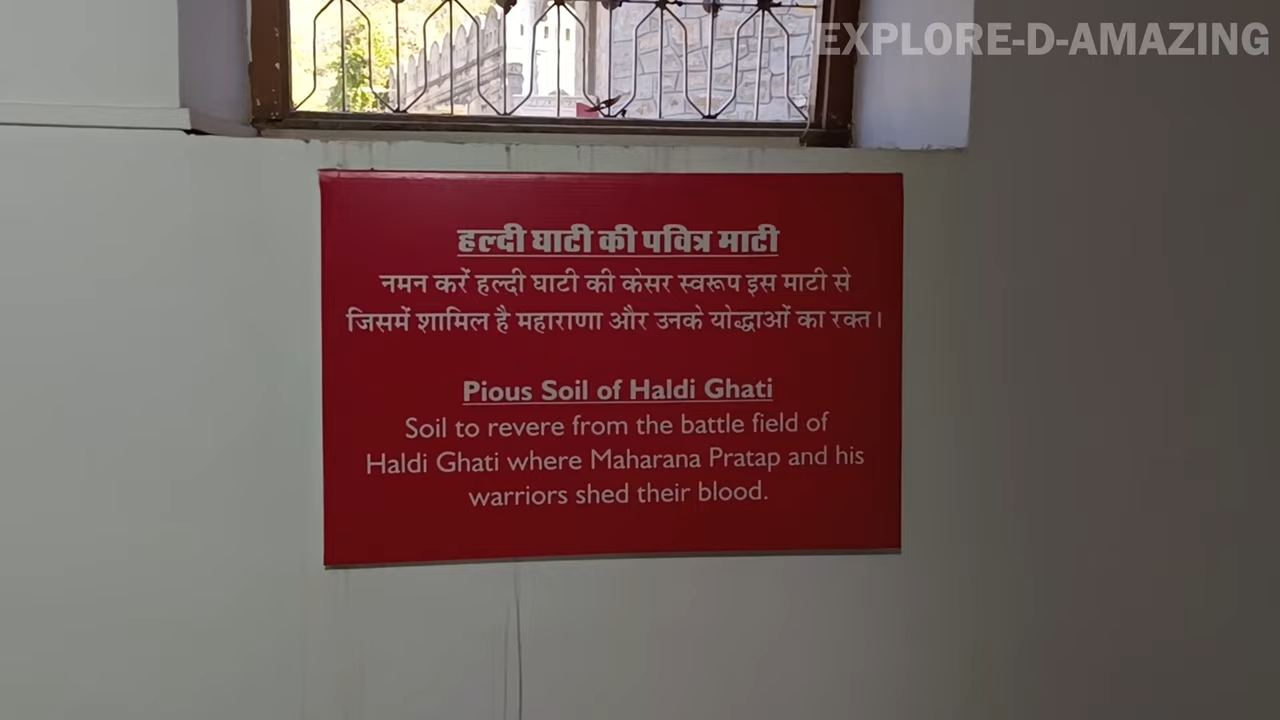 EXPLORE-D-AMAZING
हल्दी घाटी की पवित्र माटी
नमन करें हल्दी घाटी की केसर स्वरूप इस माटी से
जिसमें शामिल है महाराणा और उनके योद्धाओं का रक्त।
Pious Soil of Haldi Ghati
Soil to revere from the battle field of
Haldi Ghati where Maharana Pratap and his
warriors shed their blood.